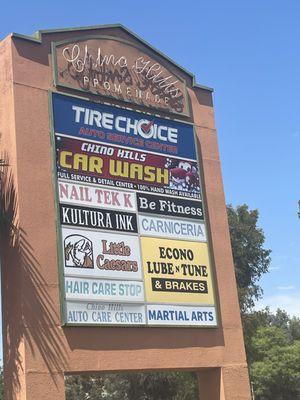 Chino Hills
PROMENADE
TIRECHOICE
AUTO SERVICE CENTER
CHINO HILLS
CAR WASH
FULL SERVICE & DETAIL CENTER • 100% HAND WASH AVAILABLE
NAIL TEK K
Be Fitness
KULTURA INK
CARNICERIA
Little
Caesars
ECONO
LUBE N TUNE
& BRAKES
HAIR CARE STOP
Chino Hills
AUTO CARE CENTER
MARTIAL ARTS